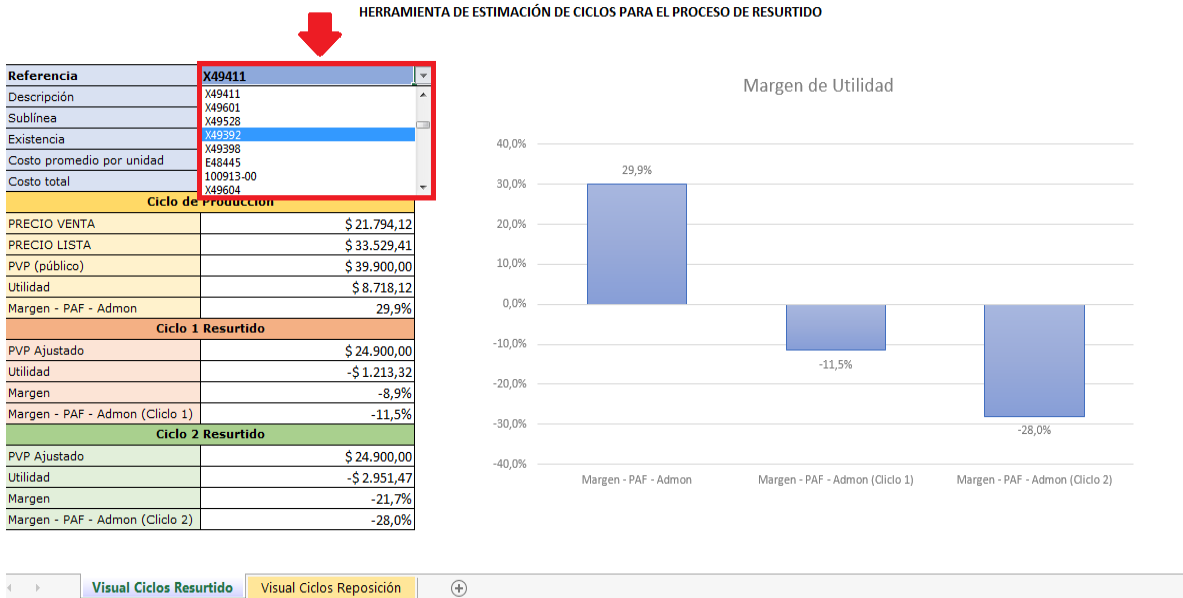 HERRAMIENTA DE ESTIMACIÓN DE CICLOS PARA EL PROCESO DE RESURTIDO
Referencia X49411
Descripción X49411
X49601
Sublínea X49528
Existencia X49392
X49398
Costo promedio por unidad E48445
Costo total 100913-00
X49604
Ciclo de Producción
PRECIO VENTA $ 21.794,12
PRECIO LISTA $ 33.529,41
PVP (público) $ 39.900,00
Utilidad $ 8.718,12
Margen - PAF - Admon 29,9%
Ciclo 1 Resurtido
PVP Ajustado $ 24.900,00
Utilidad -$ 1.213,32
Margen -8,9%
Margen - PAF - Admon (Cliclo 1) -11,5%
Ciclo 2 Resurtido
PVP Ajustado $ 24.900,00
Utilidad -$ 2.951,47
Margen -21,7%
Margen - PAF - Admon (Cliclo 2) -28,0%
Margen de Utilidad
40,0%
30,0%
20,0%
10,0%
0,0%
-10,0%
-20,0%
-30,0%
-40,0%
29,9%
-11,5%
-28,0%
Margen - PAF - Admon Margen - PAF - Admon (Cliclo 1) Margen - PAF - Admon (Cliclo 2)
Visual Ciclos Resurtido Visual Ciclos Reposición